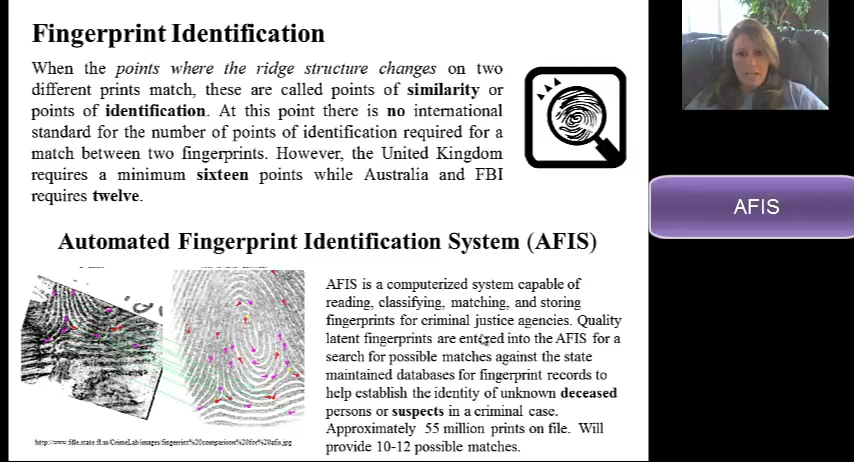 Fingerprint Identification
When the points where the ridge structure changes on two
different prints match, these are called points of similarity or
points of identification. At this point there is no international
standard for the number of points of identification required for a
match between two fingerprints. However, the United Kingdom
requires a minimum sixteen points while Australia and FBI
requires twelve.
AFIS
Automated Fingerprint Identification System (AFIS)
AFIS is a computerized system capable of
reading, classifying, matching, and storing
fingerprints for criminal justice agencies. Quality
latent fingerprints are entered into the AFIS for a
search for possible matches against the state
maintained databases for fingerprint records to
help establish the identity of unknown deceased
persons or suspects in a criminal case.
Approximately 55 million prints on file. Will
provide 10-12 possible matches.